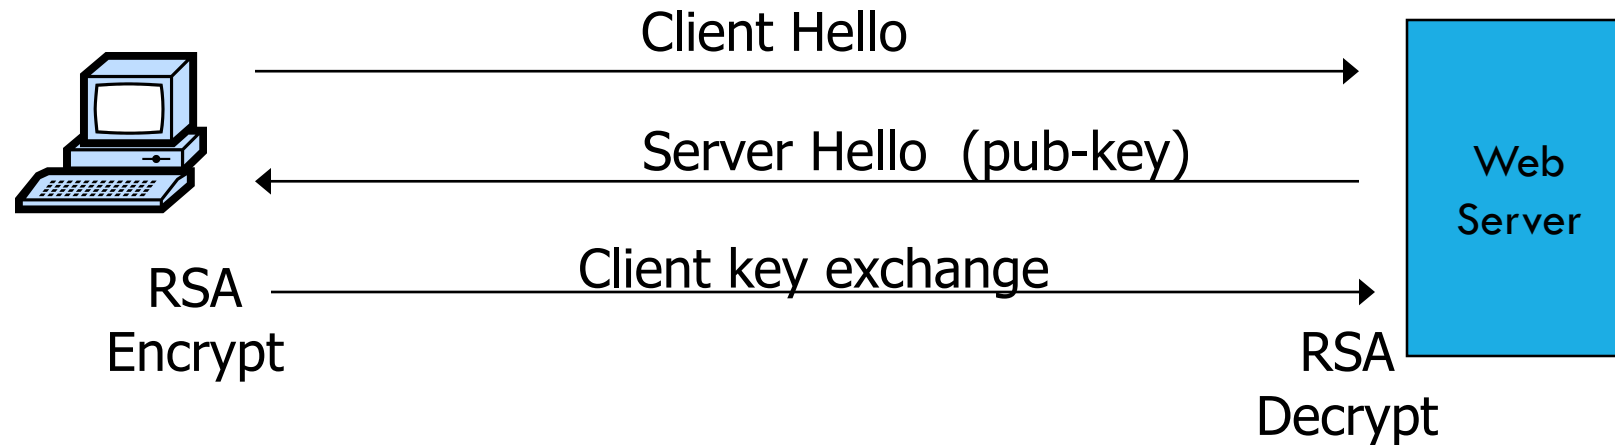 Client Hello
Server Hello (pub-key)
Web
Server
Client key exchange
RSA
Encrypt
RSA
Decrypt